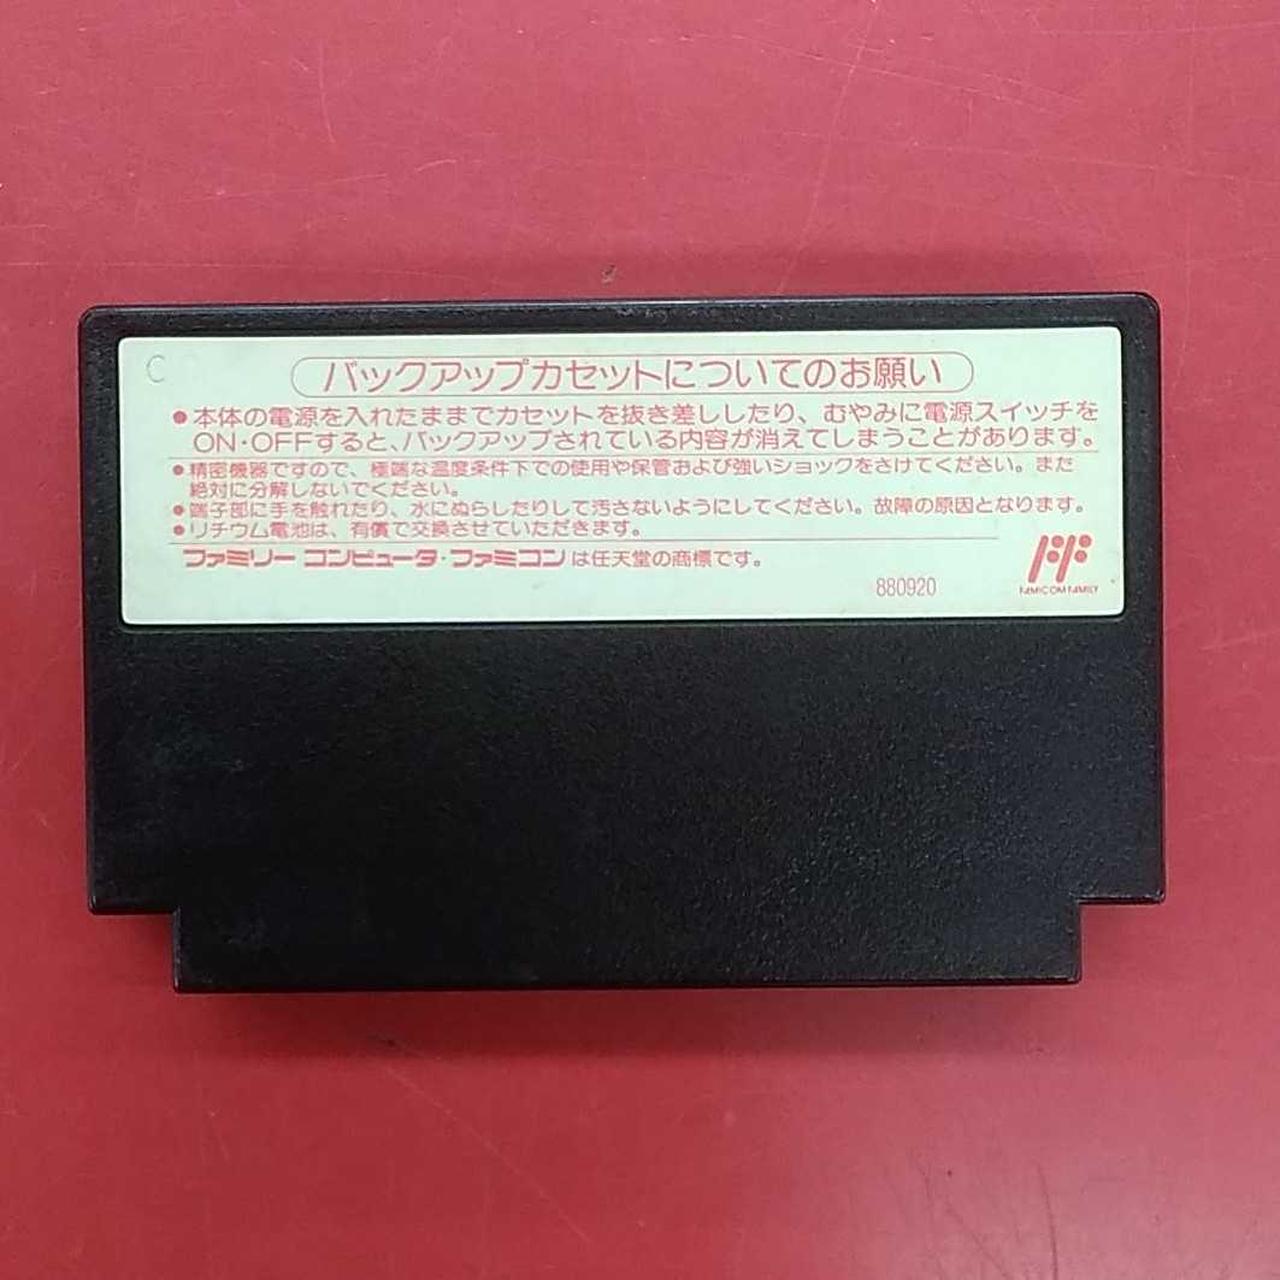 C
バックアップカセットについてのお願い
●本体の電源を入れたままでカセットを抜き差ししたり、むやみに電源スイッチを
ON・OFFすると、バックアップされている内容が消えてしまうことがあります。
●精密機器ですので、極端な温度条件下での使用や保管および強いショックをさけてください。また
絶対に分解しないでください。
●端子部に手を触れたり、水にぬらしたりして汚さないようにしてください。故障の原因となります。
●リチウム電池は、有償で交換させていただきます。
ファミリー コンピュータ・ファミコンは任天堂の商標です。
880920
FF
FAMICOM FAMILY